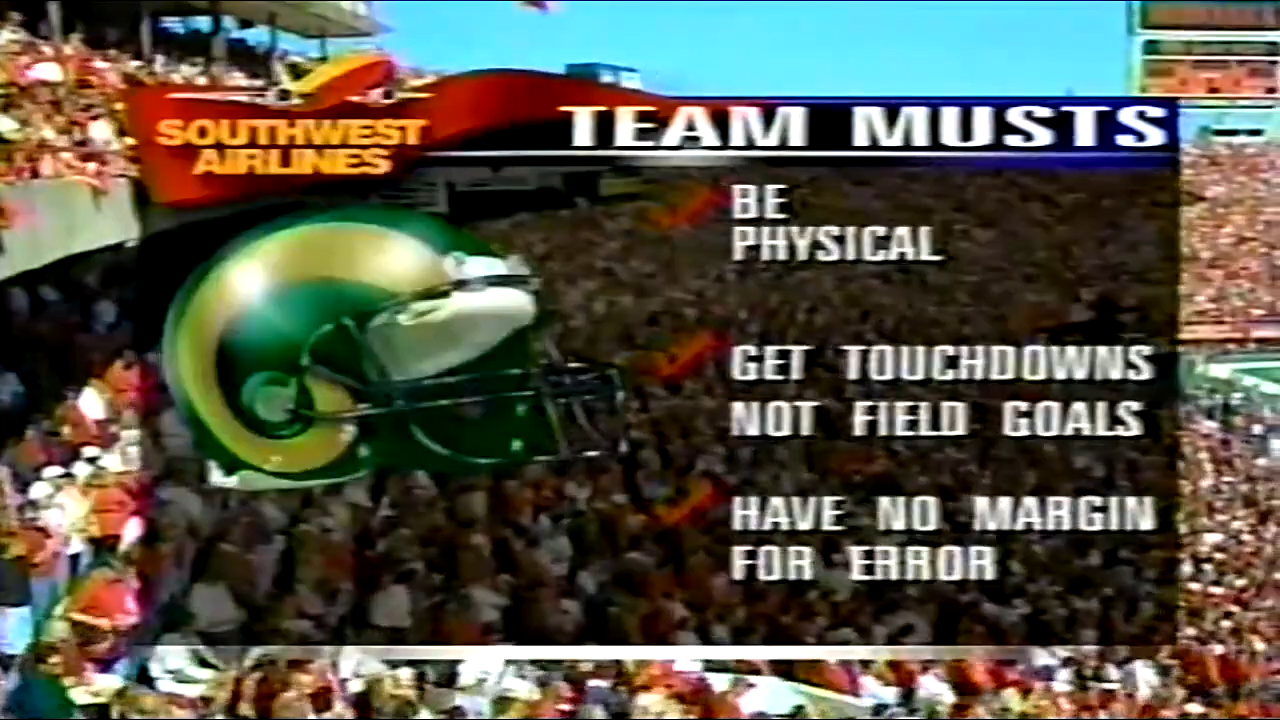 SOUTHWEST
AIRLINES
TEAM MUSTS
BE
PHYSICAL
GET TOUCHDOWNS
NOT FIELD GOALS
HAVE NO MARGIN
FOR ERROR